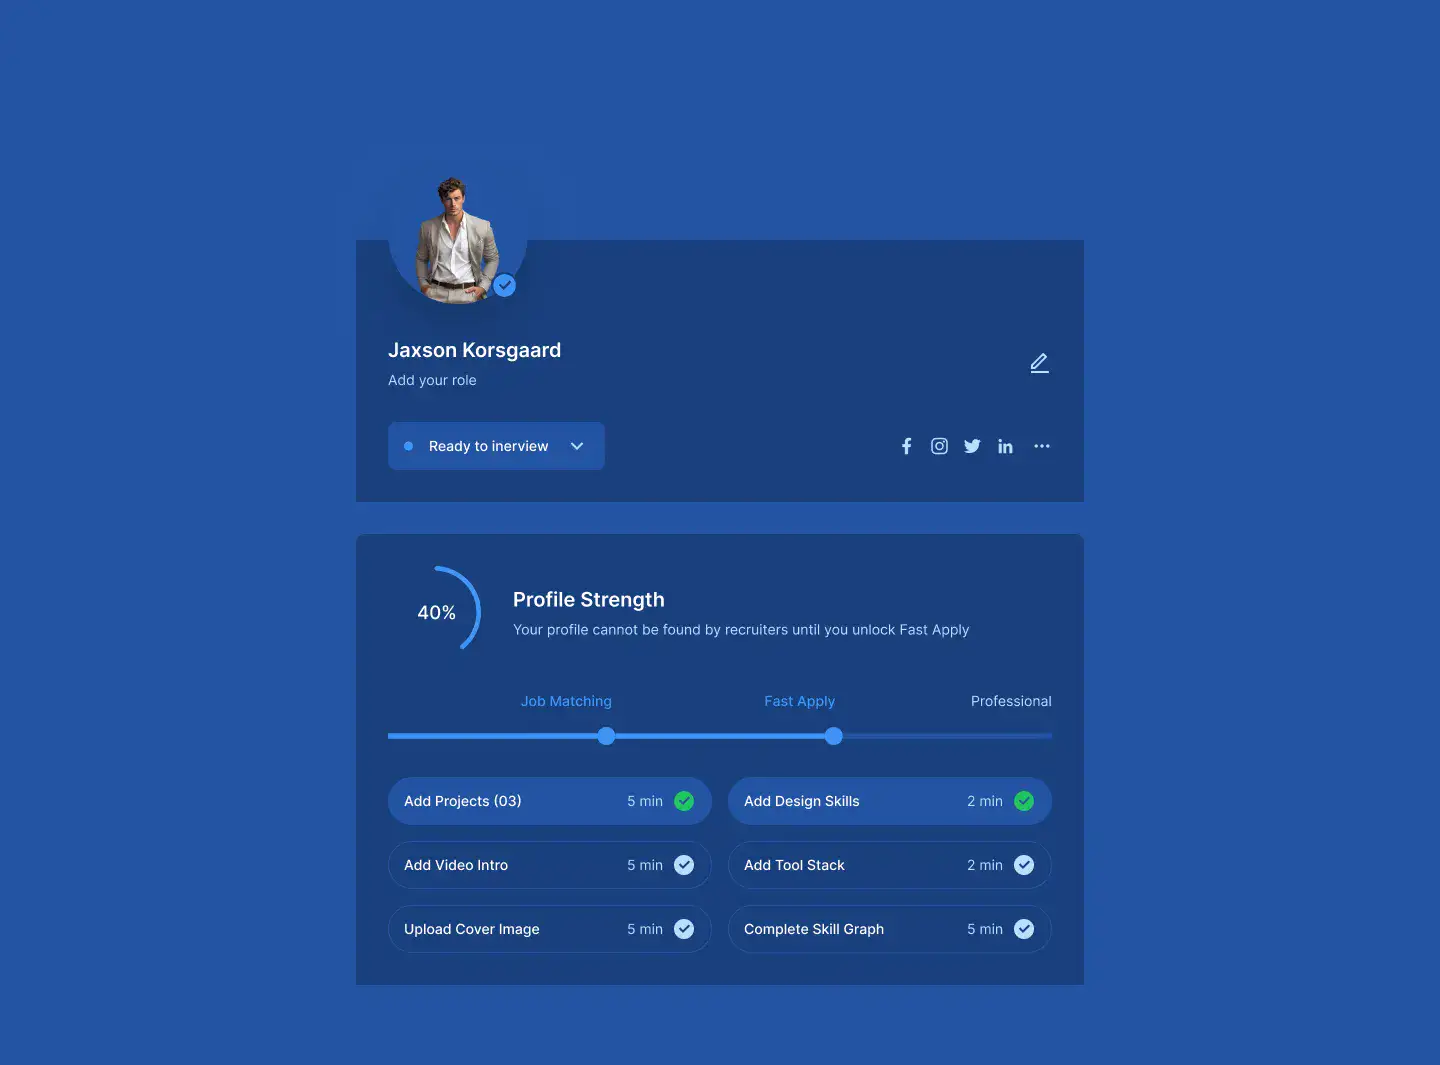 Jaxson Korsgaard
Add your role
Ready to inerview
40%
Profile Strength
Your profile cannot be found by recruiters until you unlock Fast Apply
Job Matching Fast Apply Professional
Add Projects (03) 5 min
Add Design Skills 2 min
Add Video Intro 5 min
Add Tool Stack 2 min
Upload Cover Image 5 min
Complete Skill Graph 5 min